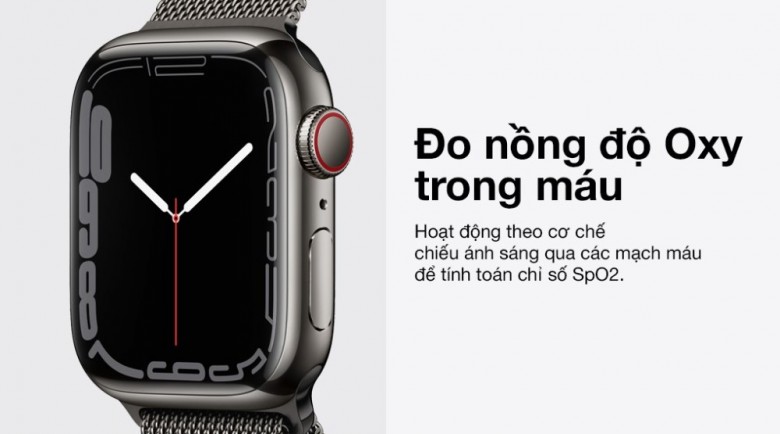 Đo nồng độ Oxy
trong máu
Hoạt động theo cơ chế
chiếu ánh sáng qua các mạch máu
để tính toán chỉ số SpO2.